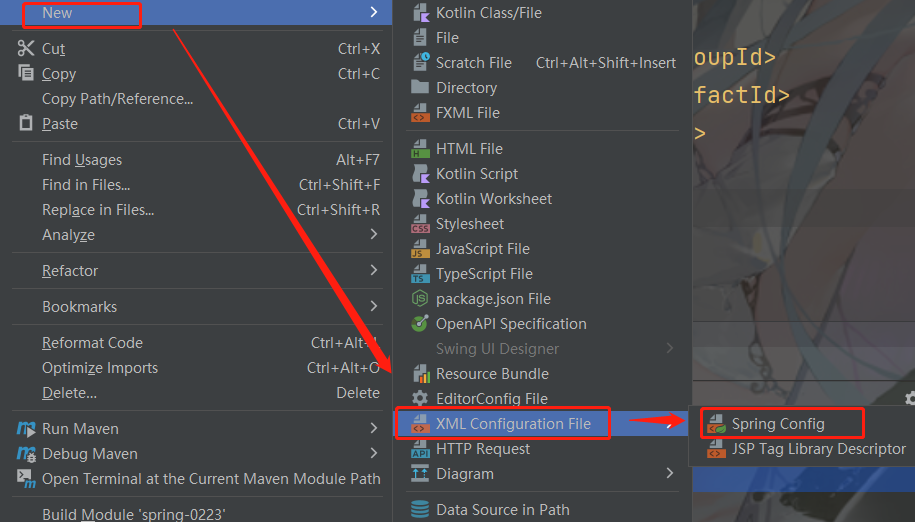 New
Cut Ctrl+X
Copy Ctrl+C
Copy Path/Reference...
Paste Ctrl+V
Find Usages Alt+F7
Find in Files... Ctrl+Shift+F
Replace in Files... Ctrl+Shift+R
Analyze
Refactor
Bookmarks
Reformat Code Ctrl+Alt+L
Optimize Imports Ctrl+Alt+O
Delete... Delete
Run Maven
Debug Maven
Open Terminal at the Current Maven Module Path
Build Module 'spring-0223'
Kotlin Class/File
File
Scratch File Ctrl+Alt+Shift+Insert
Directory
FXML File
HTML File
Kotlin Script
Kotlin Worksheet
Stylesheet
JavaScript File
TypeScript File
package.json File
OpenAPI Specification
Swing UI Designer
Resource Bundle
EditorConfig File
XML Configuration File
HTTP Request
Diagram
Data Source in Path
Spring Config
JSP Tag Library Descriptor
oupId>
factId>
>